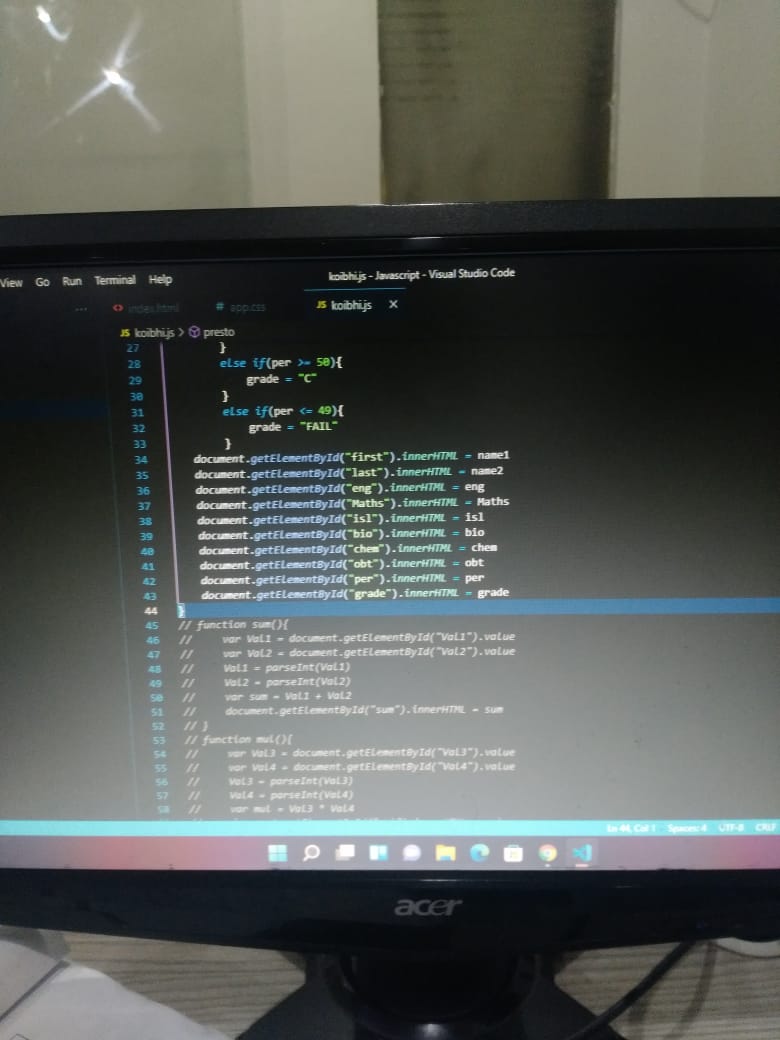 View Go Run Terminal Help koibhi.js - Javascript - Visual Studio Code
... <> index.html # app.css JS koibhi.js ×
JS koibhi.js > presto
27 }
28 else if(per >= 50){
29 grade = "C"
30 }
31 else if(per <= 49){
32 grade = "FAIL"
33 }
34 document.getElementById("first").innerHTML = name1
35 document.getElementById("last").innerHTML = name2
36 document.getElementById("eng").innerHTML = eng
37 document.getElementById("Maths").innerHTML = Maths
38 document.getElementById("isl").innerHTML = isl
39 document.getElementById("bio").innerHTML = bio
40 document.getElementById("chem").innerHTML = chem
41 document.getElementById("obt").innerHTML = obt
42 document.getElementById("per").innerHTML = per
43 document.getElementById("grade").innerHTML = grade
44 }
45 // function sum(){
46 // var Val1 = document.getElementById("Val1").value
47 // var Val2 = document.getElementById("Val2").value
48 // Val1 = parseInt(Val1)
49 // Val2 = parseInt(Val2)
50 // var sum = Val1 + Val2
51 // document.getElementById("sum").innerHTML = sum
52 // }
53 // function mul(){
54 // var Val3 = document.getElementById("Val3").value
55 // var Val4 = document.getElementById("Val4").value
56 // Val3 = parseInt(Val3)
57 // Val4 = parseInt(Val4)
58 // var mul = Val3 * Val4
Ln 44, Col 1 Spaces: 4 UTF-8 CRLF
acer